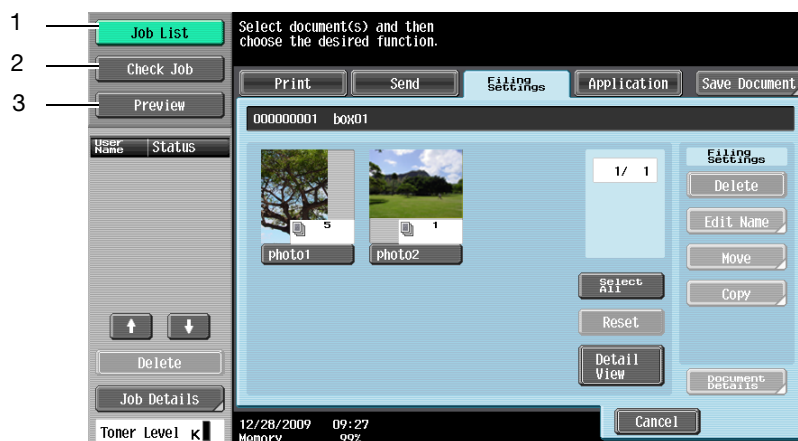 1
Job List
2
Check Job
3
Preview
User Name
Status
Delete
Job Details
Toner Level K
Select document(s) and then
choose the desired function.
Print
Send
Filing Settings
Application
Save Document
000000001 box01
5
photo1
1
photo2
1/ 1
Select All
Reset
Detail View
Filing Settings
Delete
Edit Name
Move
Copy
Document Details
12/28/2009 09:27
Memory 99%
Cancel